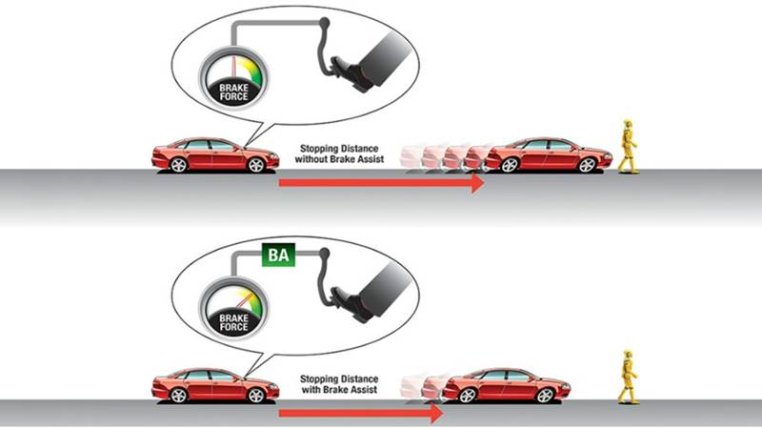 BRAKE
FORCE
Stopping Distance
without Brake Assist
BA
BRAKE
FORCE
Stopping Distance
with Brake Assist